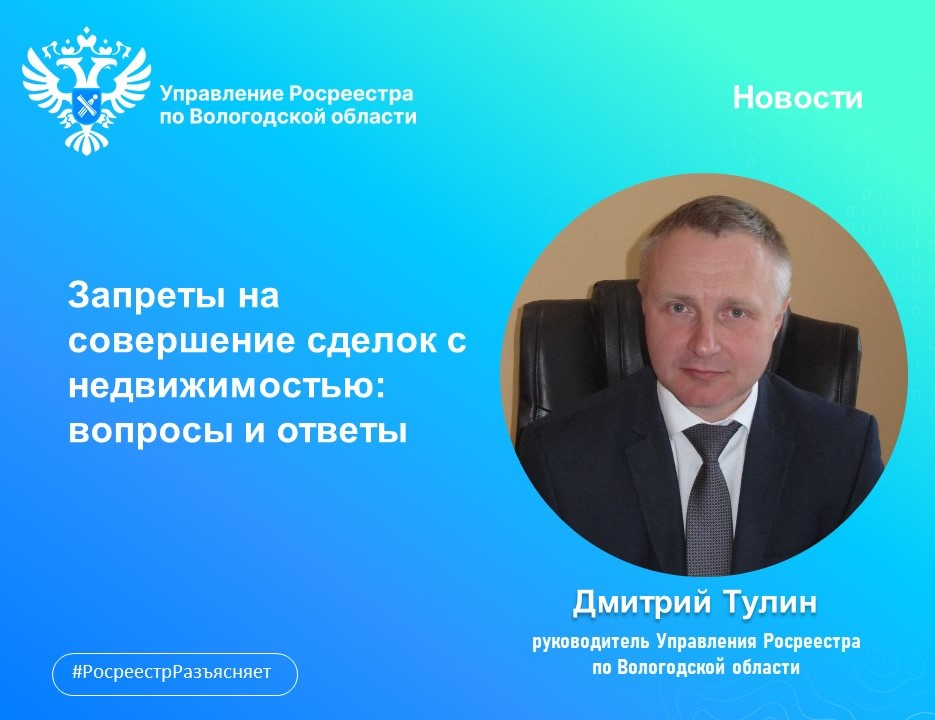 Управление Росреестра
по Вологодской области
Новости
Запреты на
совершение сделок с
недвижимостью:
вопросы и ответы
Дмитрий Тулин
руководитель Управления Росреестра
по Вологодской области
#РосреестрРазъясняет